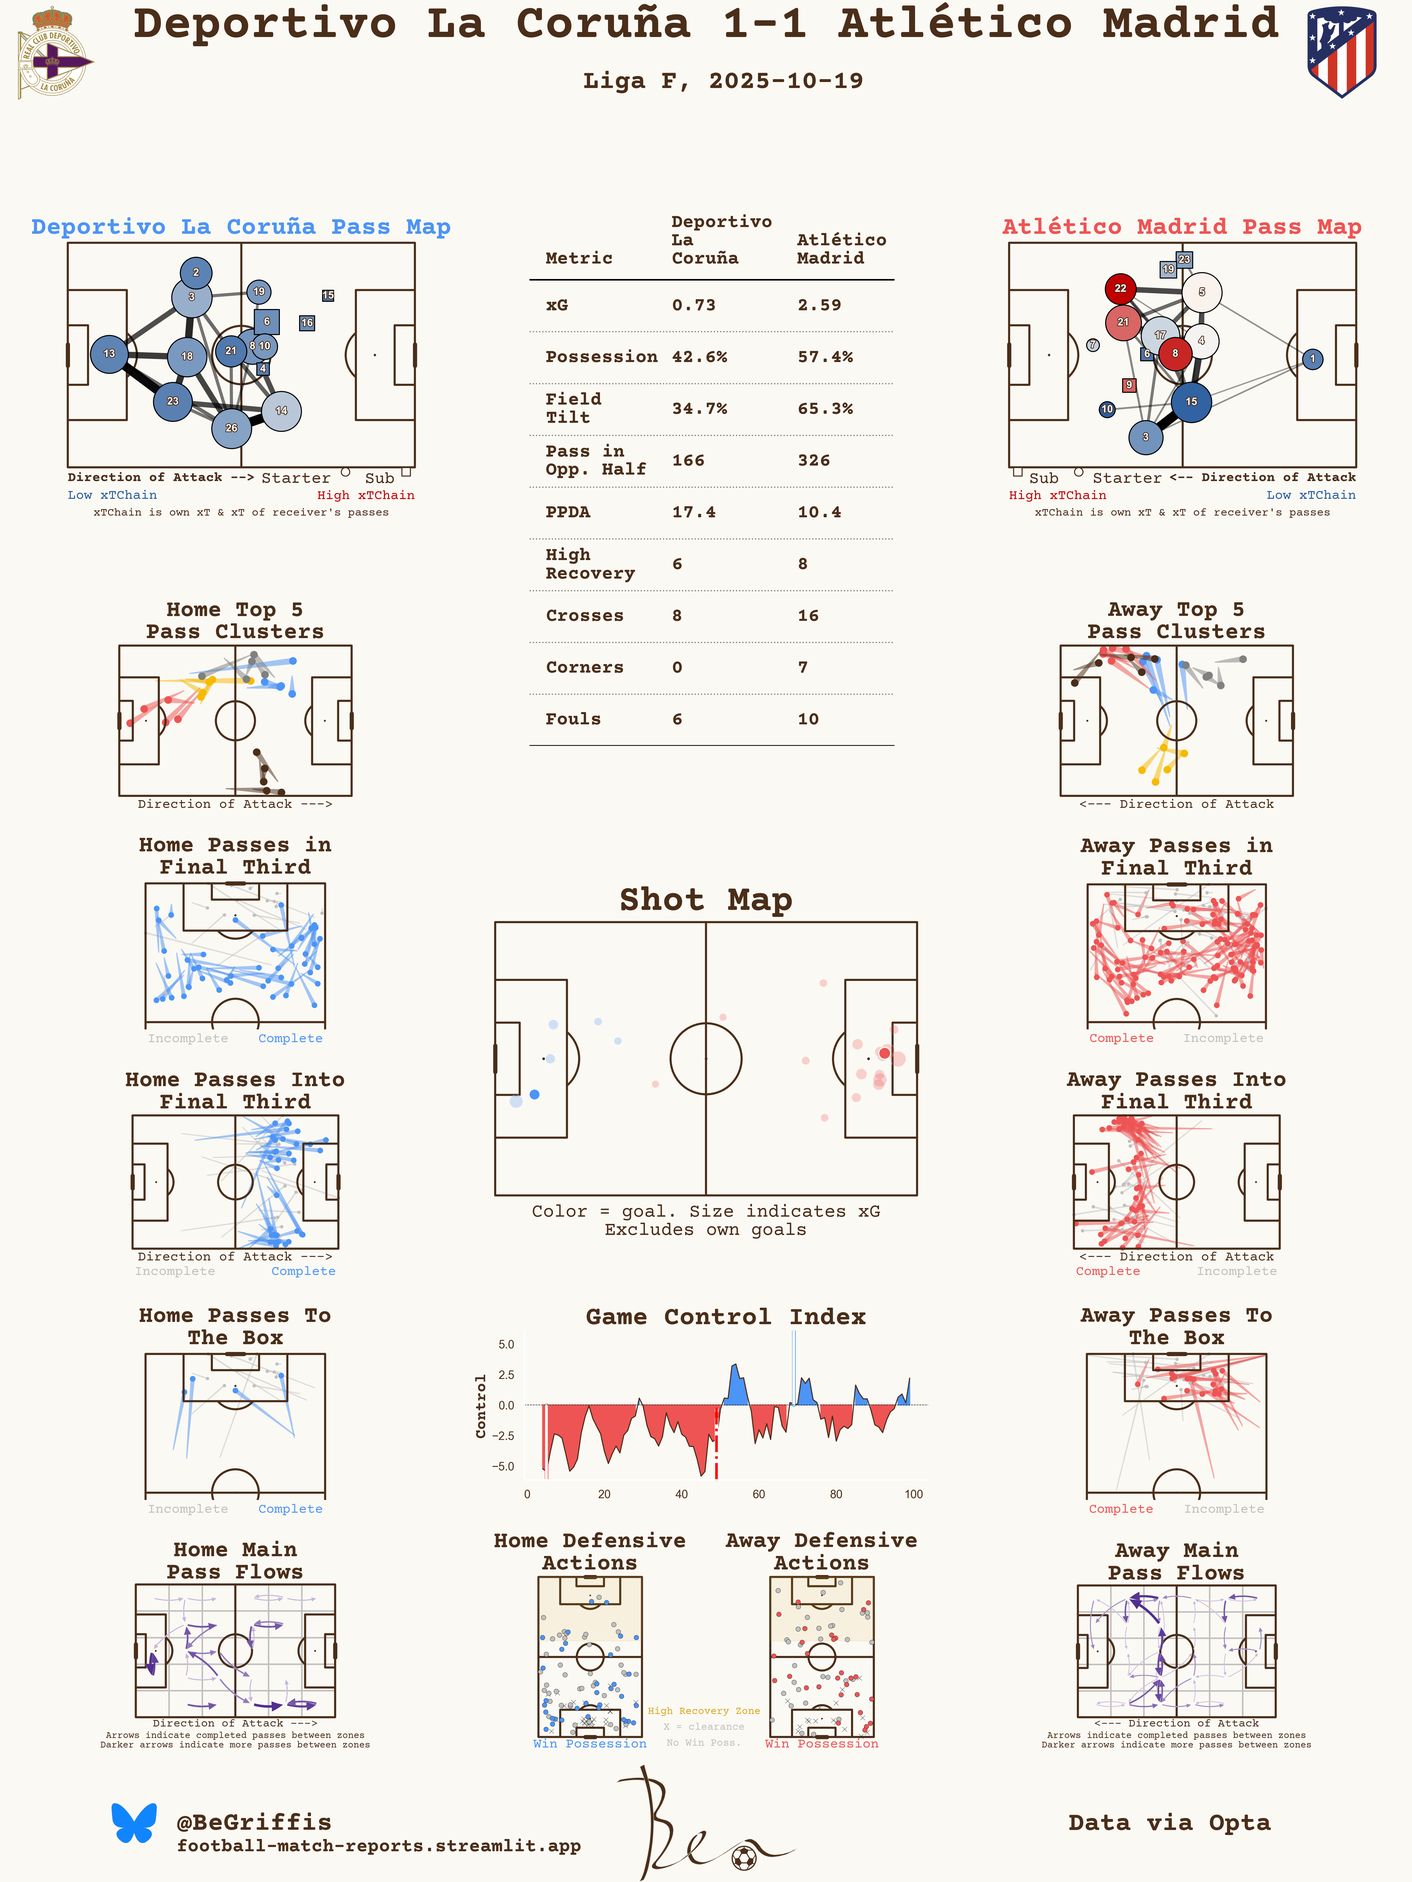 Deportivo La Coruña 1-1 Atlético Madrid
Liga F, 2025-10-19
REAL CLUB DEPORTIVO
LA CORUÑA
Deportivo La Coruña Pass Map
2
3
19
15
6
16
13
18
21
8
10
4
23
14
26
Direction of Attack --> Starter Sub
Low xTChain High xTChain
xTChain is own xT & xT of receiver's passes
Deportivo
La Atlético
Metric Coruña Madrid
xG 0.73 2.59
Possession 42.6% 57.4%
Field
Tilt 34.7% 65.3%
Pass in
Opp. Half 166 326
PPDA 17.4 10.4
High
Recovery 6 8
Crosses 8 16
Corners 0 7
Fouls 6 10
Atlético Madrid Pass Map
23
19
22
5
21
17
7
4
6
8
1
9
10
15
3
Sub Starter <-- Direction of Attack
High xTChain Low xTChain
xTChain is own xT & xT of receiver's passes
Home Top 5
Pass Clusters
Direction of Attack --->
Away Top 5
Pass Clusters
<--- Direction of Attack
Home Passes in
Final Third
Incomplete Complete
Away Passes in
Final Third
Complete Incomplete
Shot Map
Color = goal. Size indicates xG
Excludes own goals
Home Passes Into
Final Third
Direction of Attack --->
Incomplete Complete
Away Passes Into
Final Third
<--- Direction of Attack
Complete Incomplete
Home Passes To
The Box
Incomplete Complete
Game Control Index
Control
5.0
2.5
0.0
−2.5
−5.0
0 20 40 60 80 100
Away Passes To
The Box
Complete Incomplete
Home Main
Pass Flows
Direction of Attack --->
Arrows indicate completed passes between zones
Darker arrows indicate more passes between zones
Home Defensive
Actions
Win Possession
High Recovery Zone
X = clearance
No Win Poss.
Away Defensive
Actions
Win Possession
Away Main
Pass Flows
<--- Direction of Attack
Arrows indicate completed passes between zones
Darker arrows indicate more passes between zones
@BeGriffis
football-match-reports.streamlit.app
Ben
Data via Opta